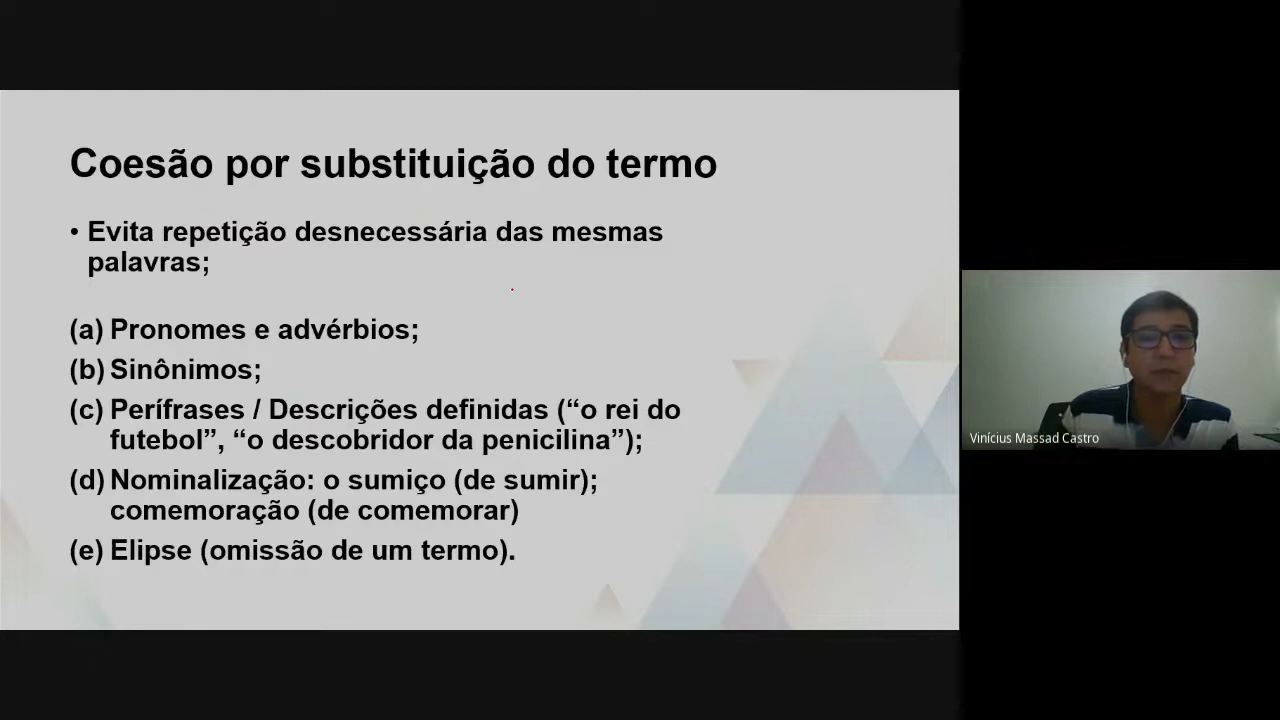 Coesão por substituição do termo
• Evita repetição desnecessária das mesmas
palavras;
(a) Pronomes e advérbios;
(b) Sinônimos;
(c) Perífrases / Descrições definidas (“o rei do
futebol”, “o descobridor da penicilina”);
(d) Nominalização: o sumiço (de sumir);
comemoração (de comemorar)
(e) Elipse (omissão de um termo).
Vinícius Massad Castro